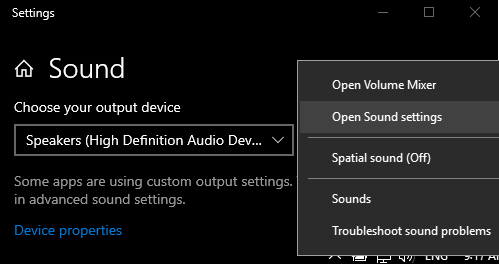 Settings
Sound
Choose your output device
Speakers (High Definition Audio Dev...
Some apps are using custom output settings.
in advanced sound settings.
Device properties
Open Volume Mixer
Open Sound settings
Spatial sound (Off)
Sounds
Troubleshoot sound problems
ENG